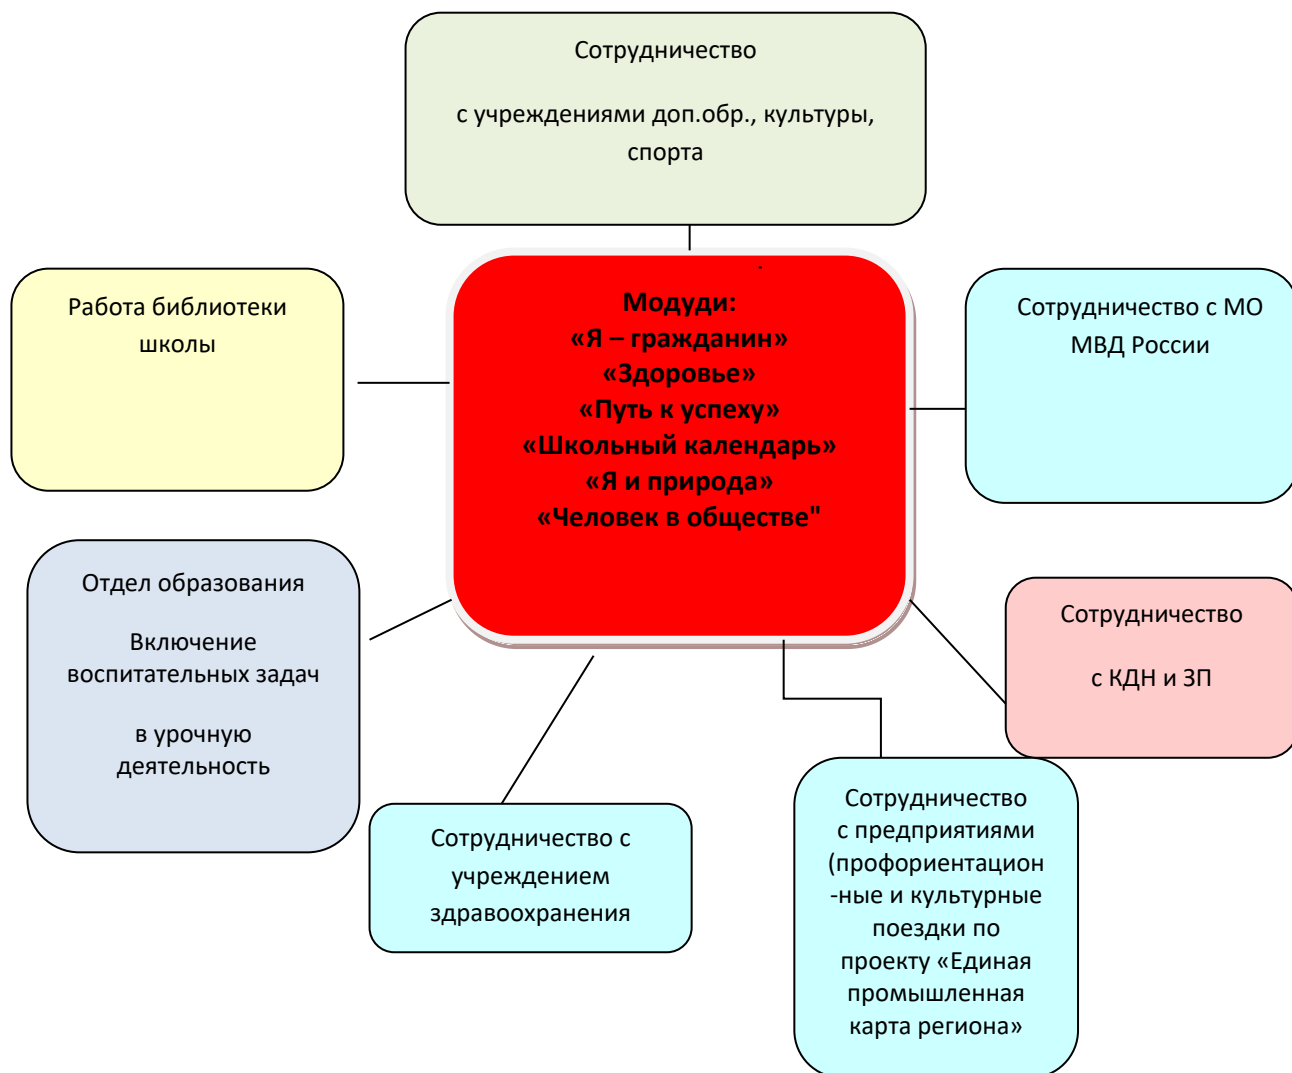 Сотрудничество
с учреждениями доп.обр., культуры,
спорта
Работа библиотеки
школы
Модуди:
«Я – гражданин»
«Здоровье»
«Путь к успеху»
«Школьный календарь»
«Я и природа»
«Человек в обществе"
Сотрудничество с МО
МВД России
Отдел образования
Включение
воспитательных задач
в урочную
деятельность
Сотрудничество
с КДН и ЗП
Сотрудничество с
учреждением
здравоохранения
Сотрудничество
с предприятиями
(профориентацион
-ные и культурные
поездки по
проекту «Единая
промышленная
карта региона»